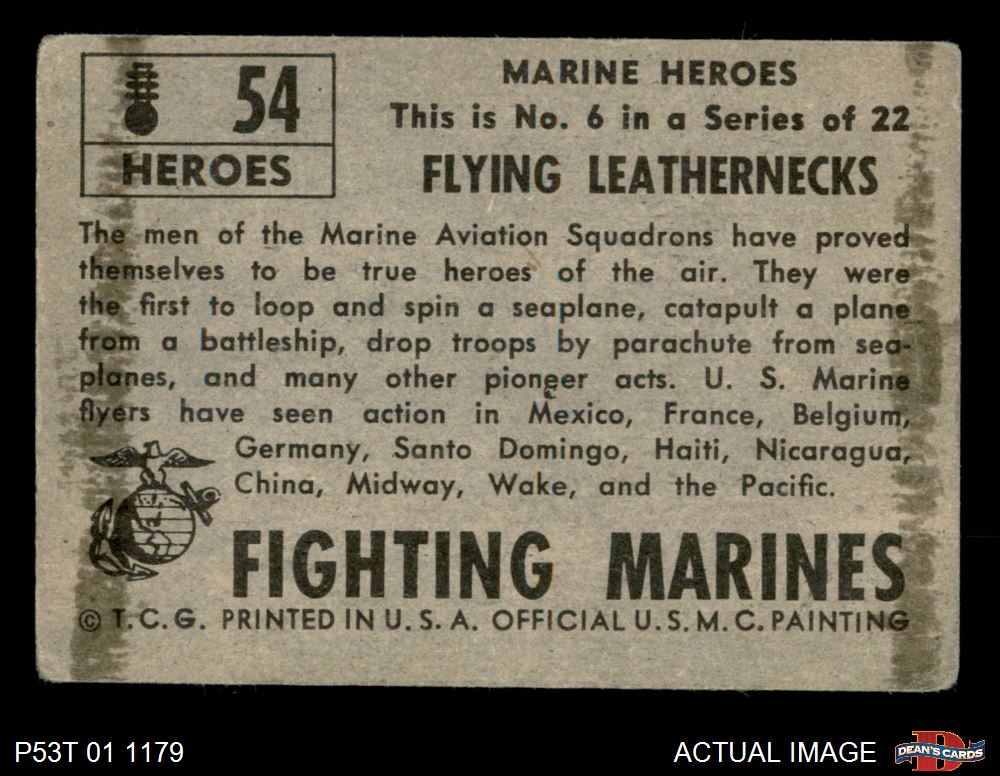 54
HEROES
MARINE HEROES
This is No. 6 in a Series of 22
FLYING LEATHERNECKS
The men of the Marine Aviation Squadrons have proved
themselves to be true heroes of the air. They were
the first to loop and spin a seaplane, catapult a plane
from a battleship, drop troops by parachute from sea-
planes, and many other pioneer acts. U. S. Marine
flyers have seen action in Mexico, France, Belgium,
Germany, Santo Domingo, Haiti, Nicaragua,
China, Midway, Wake, and the Pacific.
FIGHTING MARINES
© T.C.G. PRINTED IN U.S.A. OFFICIAL U.S.M.C. PAINTING
P53T 01 1179
ACTUAL IMAGE
DEAN'S CARDS